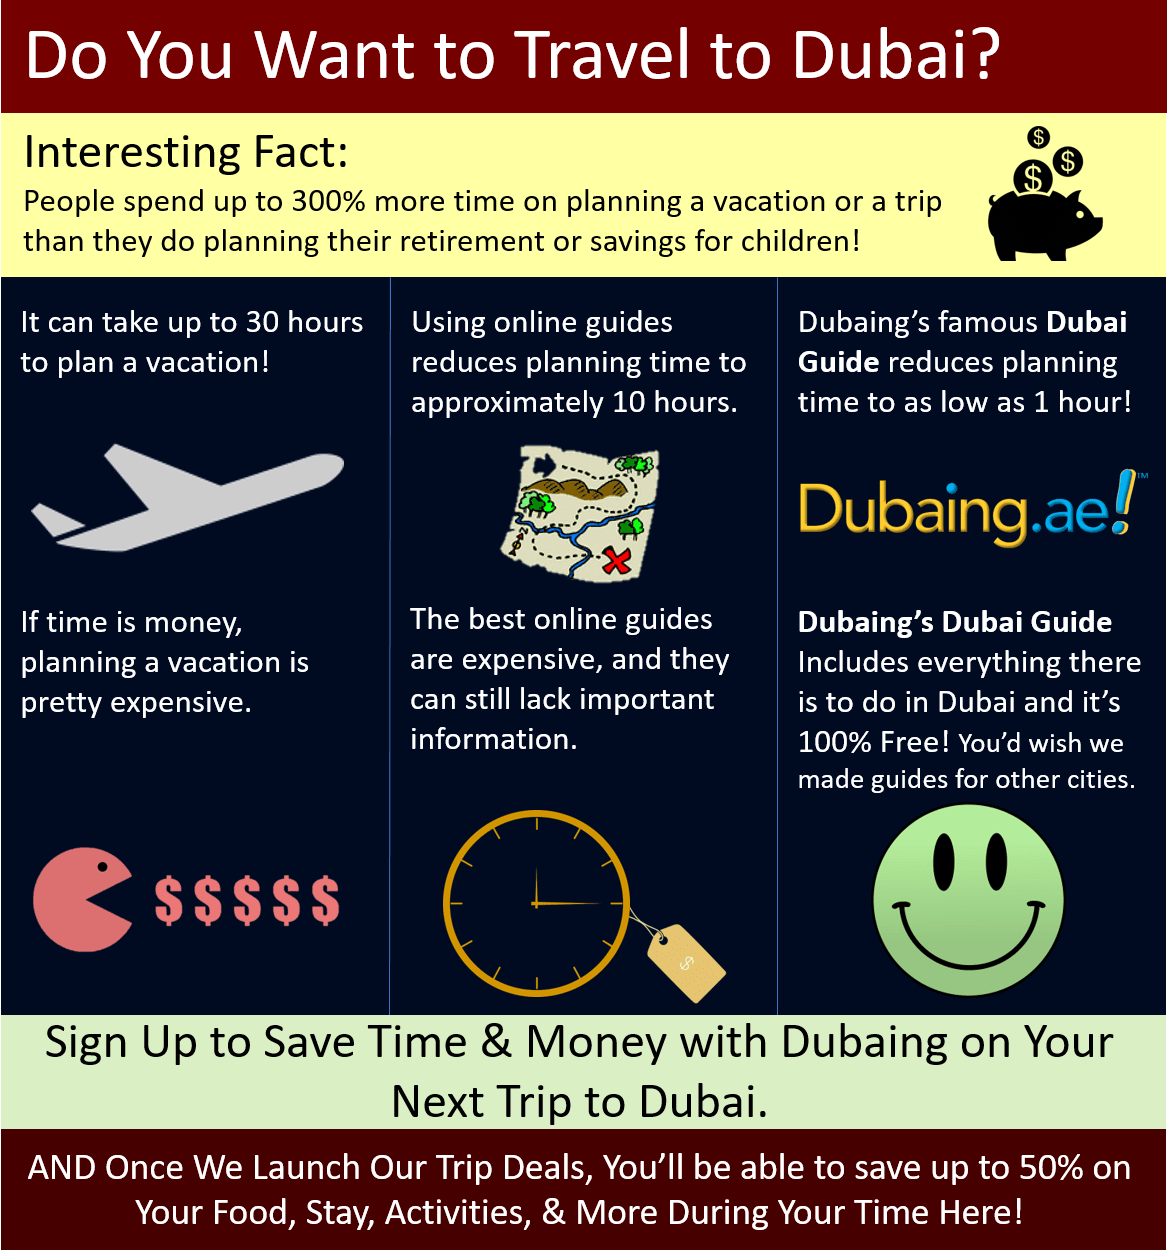 Do You Want to Travel to Dubai?
Interesting Fact:
People spend up to 300% more time on planning a vacation or a trip
than they do planning their retirement or savings for children!
$
$
$
It can take up to 30 hours
to plan a vacation!
If time is money,
planning a vacation is
pretty expensive.
$$$$$
Using online guides
reduces planning time to
approximately 10 hours.
The best online guides
are expensive, and they
can still lack important
information.
$
Dubaing’s famous Dubai
Guide reduces planning
time to as low as 1 hour!
Dubaing.ae!™
Dubaing’s Dubai Guide
Includes everything there
is to do in Dubai and it’s
100% Free! You’d wish we
made guides for other cities.
Sign Up to Save Time & Money with Dubaing on Your
Next Trip to Dubai.
AND Once We Launch Our Trip Deals, You’ll be able to save up to 50% on
Your Food, Stay, Activities, & More During Your Time Here!